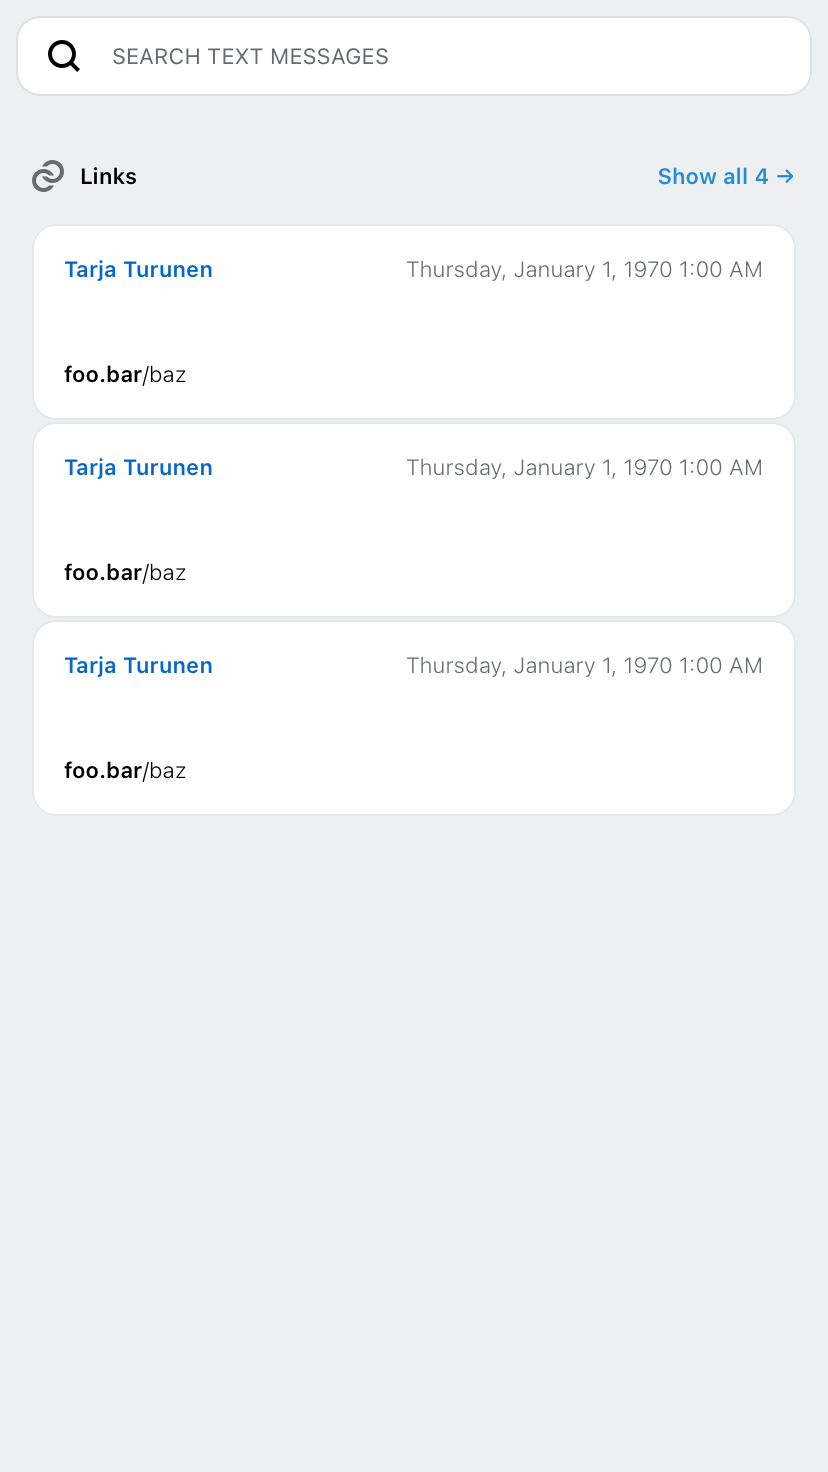 SEARCH TEXT MESSAGES
Links
Show all 4 →
Tarja Turunen
Thursday, January 1, 1970 1:00 AM
foo.bar/baz
Tarja Turunen
Thursday, January 1, 1970 1:00 AM
foo.bar/baz
Tarja Turunen
Thursday, January 1, 1970 1:00 AM
foo.bar/baz